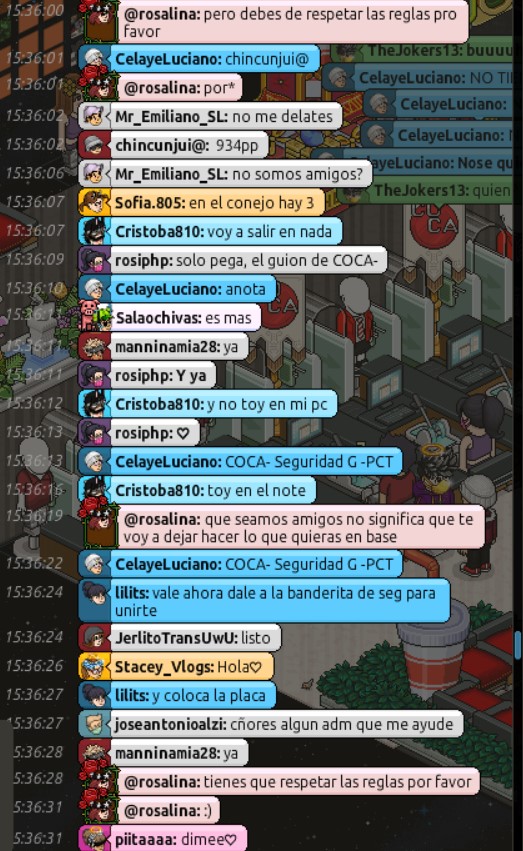 15:36:00 @rosalina: pero debes de respetar las reglas pro
favor
TheJokers13: buuuu
15:36:01 CelayeLuciano: chincunjui@
CelayeLuciano: NO TI
15:36:01 @rosalina: por*
CelayeLuciano:
15:36:02 Mr_Emiliano_SL: no me delates
CelayeLuciano:
15:36:02 chincunjui@: 934pp
ayeLuciano: Nose qu
15:36:06 Mr_Emiliano_SL: no somos amigos?
TheJokers13: quien
15:36:07 Sofia.805: en el conejo hay 3
15:36:07 Cristoba810: voy a salir en nada
15:36:09 rosiphp: solo pega, el guion de COCA-
15:36:10 CelayeLuciano: anota
Salaochivas: es mas
manninamia28: ya
15:36:11 rosiphp: Y ya
15:36:12 Cristoba810: y no toy en mi pc
15:36:13 rosiphp: ♡
15:36:13 CelayeLuciano: COCA- Seguridad G -PCT
15:36:16 Cristoba810: toy en el note
15:36:19 @rosalina: que seamos amigos no significa que te
voy a dejar hacer lo que quieras en base
15:36:22 CelayeLuciano: COCA- Seguridad G -PCT
15:36:24 lilits: vale ahora dale a la banderita de seg para
unirte
15:36:24 JerlitoTransUwU: listo
15:36:26 Stacey_Vlogs: Hola♡
15:36:27 lilits: y coloca la placa
15:36:27 joseantonioalzi: cñores algun adm que me ayude
15:36:28 manninamia28: ya
15:36:28 @rosalina: tienes que respetar las reglas por favor
15:36:31 @rosalina: :)
15:36:31 piitaaaa: dimee♡